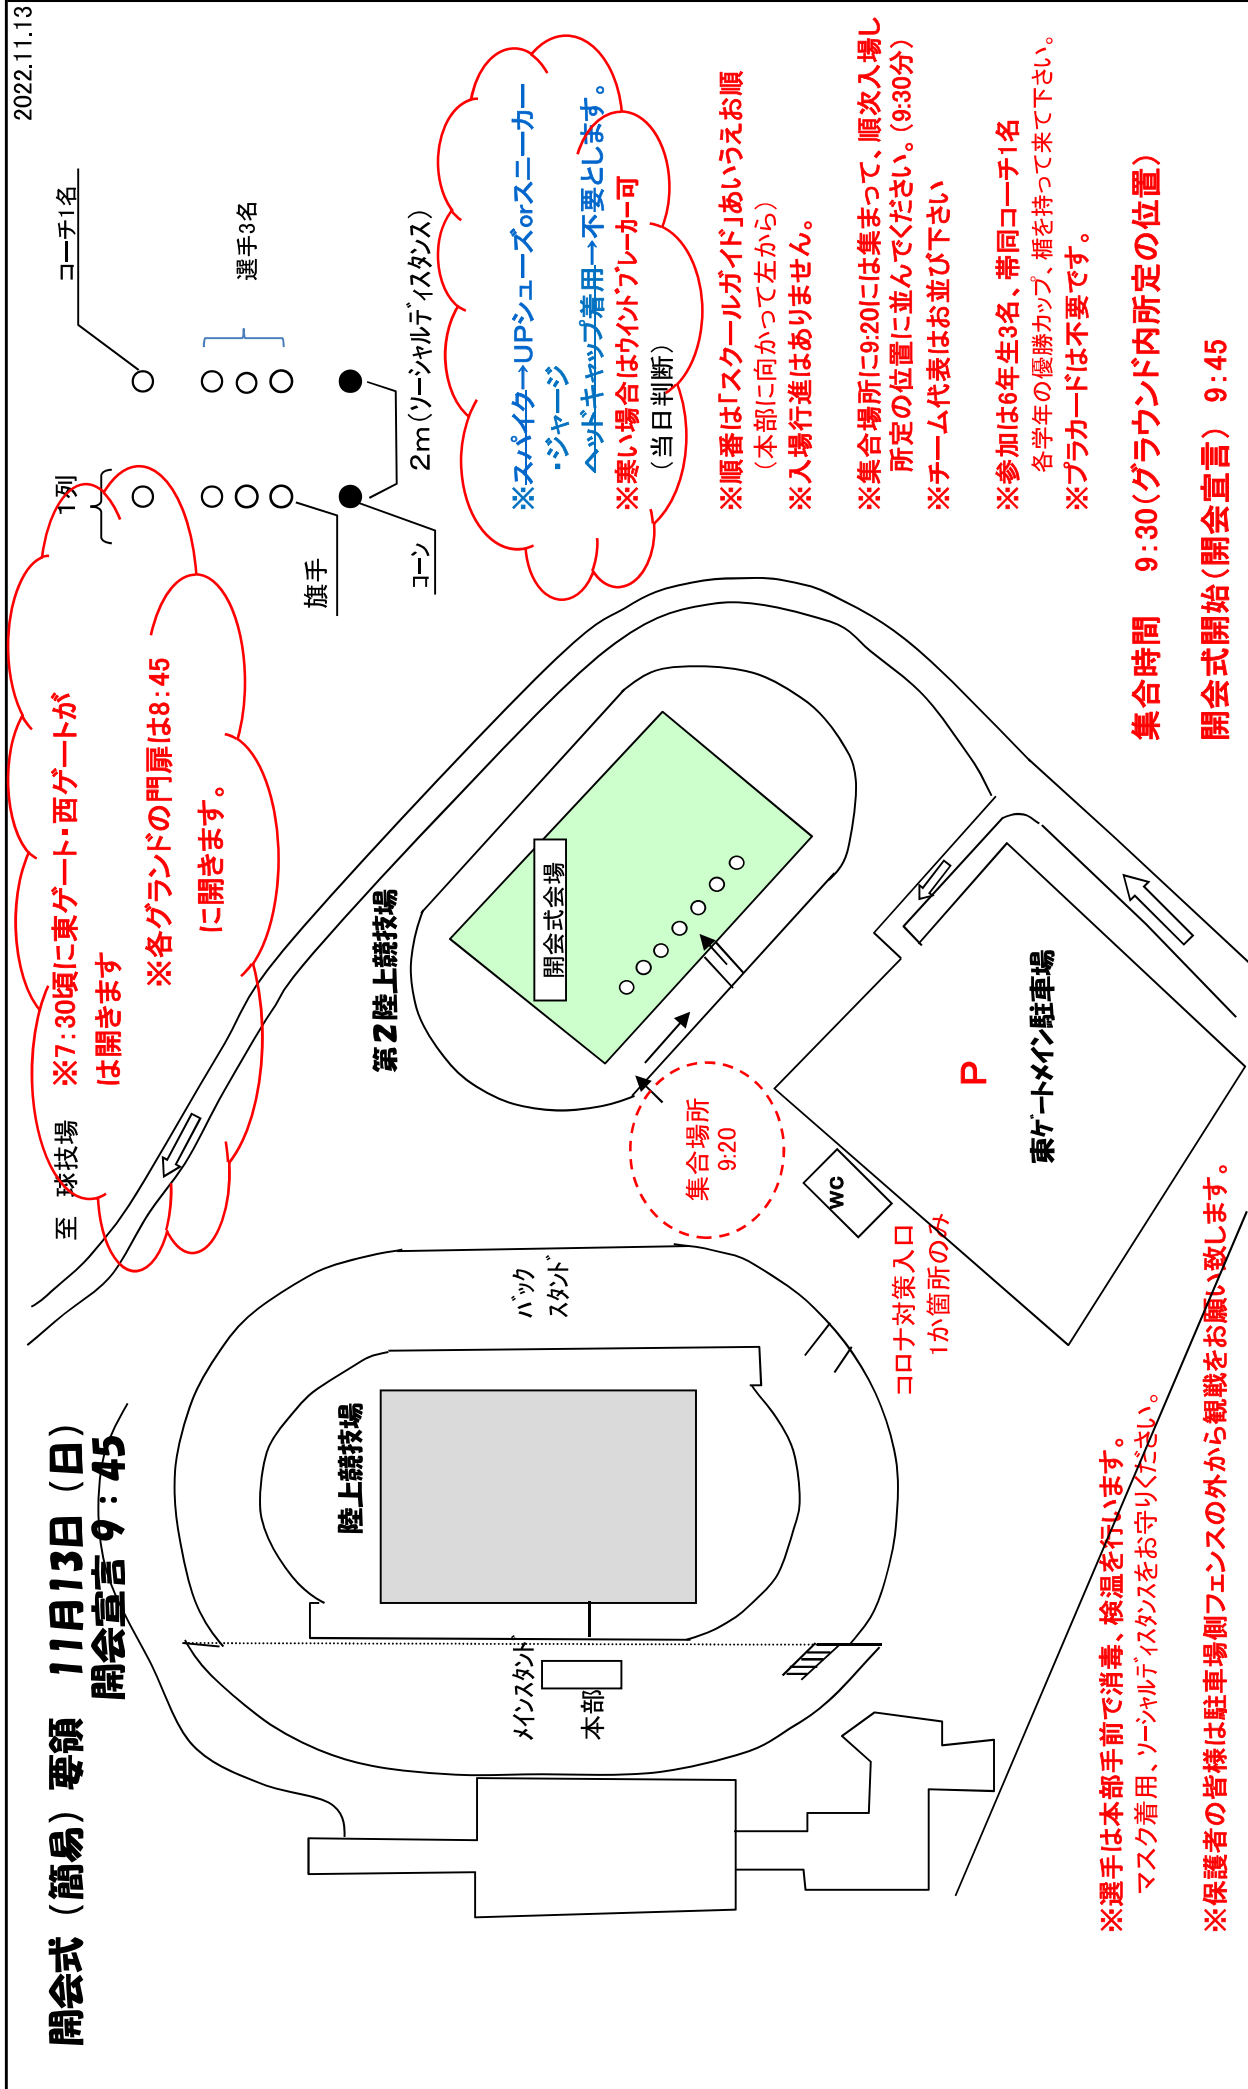 2022.11.13
開会式（簡易）要領　11月13日（日）
開会宣言 9：45
至　球技場
※7:30頃に東ゲート・西ゲートが
は開きます
※各グランドの門扉は8:45
に開きます。
1列
コーチ1名
選手3名
旗手
コーン
2m（ソーシャルディスタンス）
※スパイク→UPシューズorスニーカー
・ジャージ
ヘッドキャップ着用→不要とします。
※寒い場合はウインドブレーカー可
（当日判断）
※順番は「スクールガイド」あいうえお順
（本部に向かって左から）
※入場行進はありません。
※集合場所に9:20には集まって、順次入場し
所定の位置に並んでください。（9:30分）
※チーム代表はお並び下さい
※参加は6年生3名、帯同コーチ1名
各学年の優勝カップ、楯を持って来て下さい。
※プラカードは不要です。
集合時間　9:30（グラウンド内所定の位置）
開会式開始（開会宣言）　9:45
第2陸上競技場
開会式会場
集合場所
9:20
陸上競技場
バック
スタンド
メインスタンド
本部
WC
コロナ対策入口
1か箇所のみ
P
東ゲートメイン駐車場
※選手は本部手前で消毒、検温を行います。
マスク着用、ソーシャルディスタンスをお守りください。
※保護者の皆様は駐車場側フェンスの外から観戦をお願い致します。